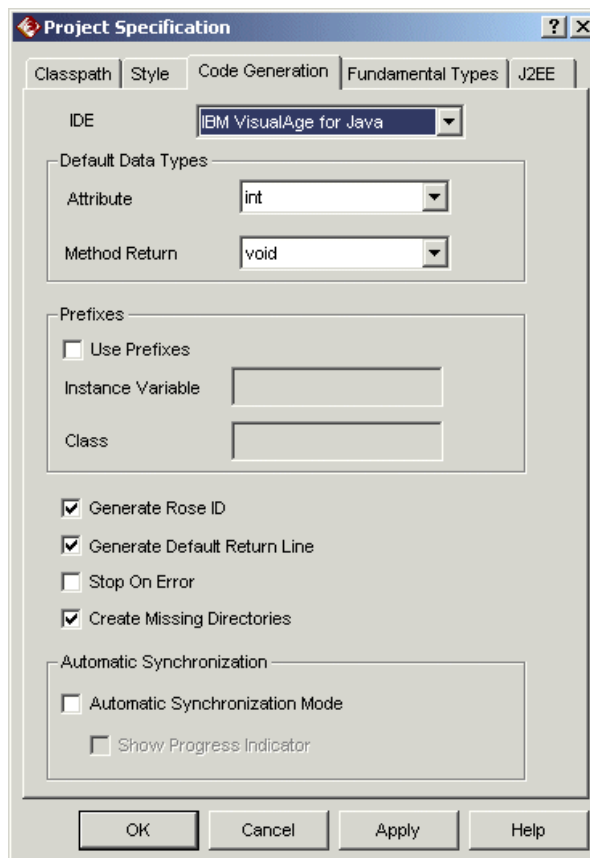 Project Specification
Classpath Style Code Generation Fundamental Types J2EE
IDE IBM VisualAge for Java
Default Data Types
Attribute int
Method Return void
Prefixes
Use Prefixes
Instance Variable
Class
Generate Rose ID
Generate Default Return Line
Stop On Error
Create Missing Directories
Automatic Synchronization
Automatic Synchronization Mode
Show Progress Indicator
OK Cancel Apply Help